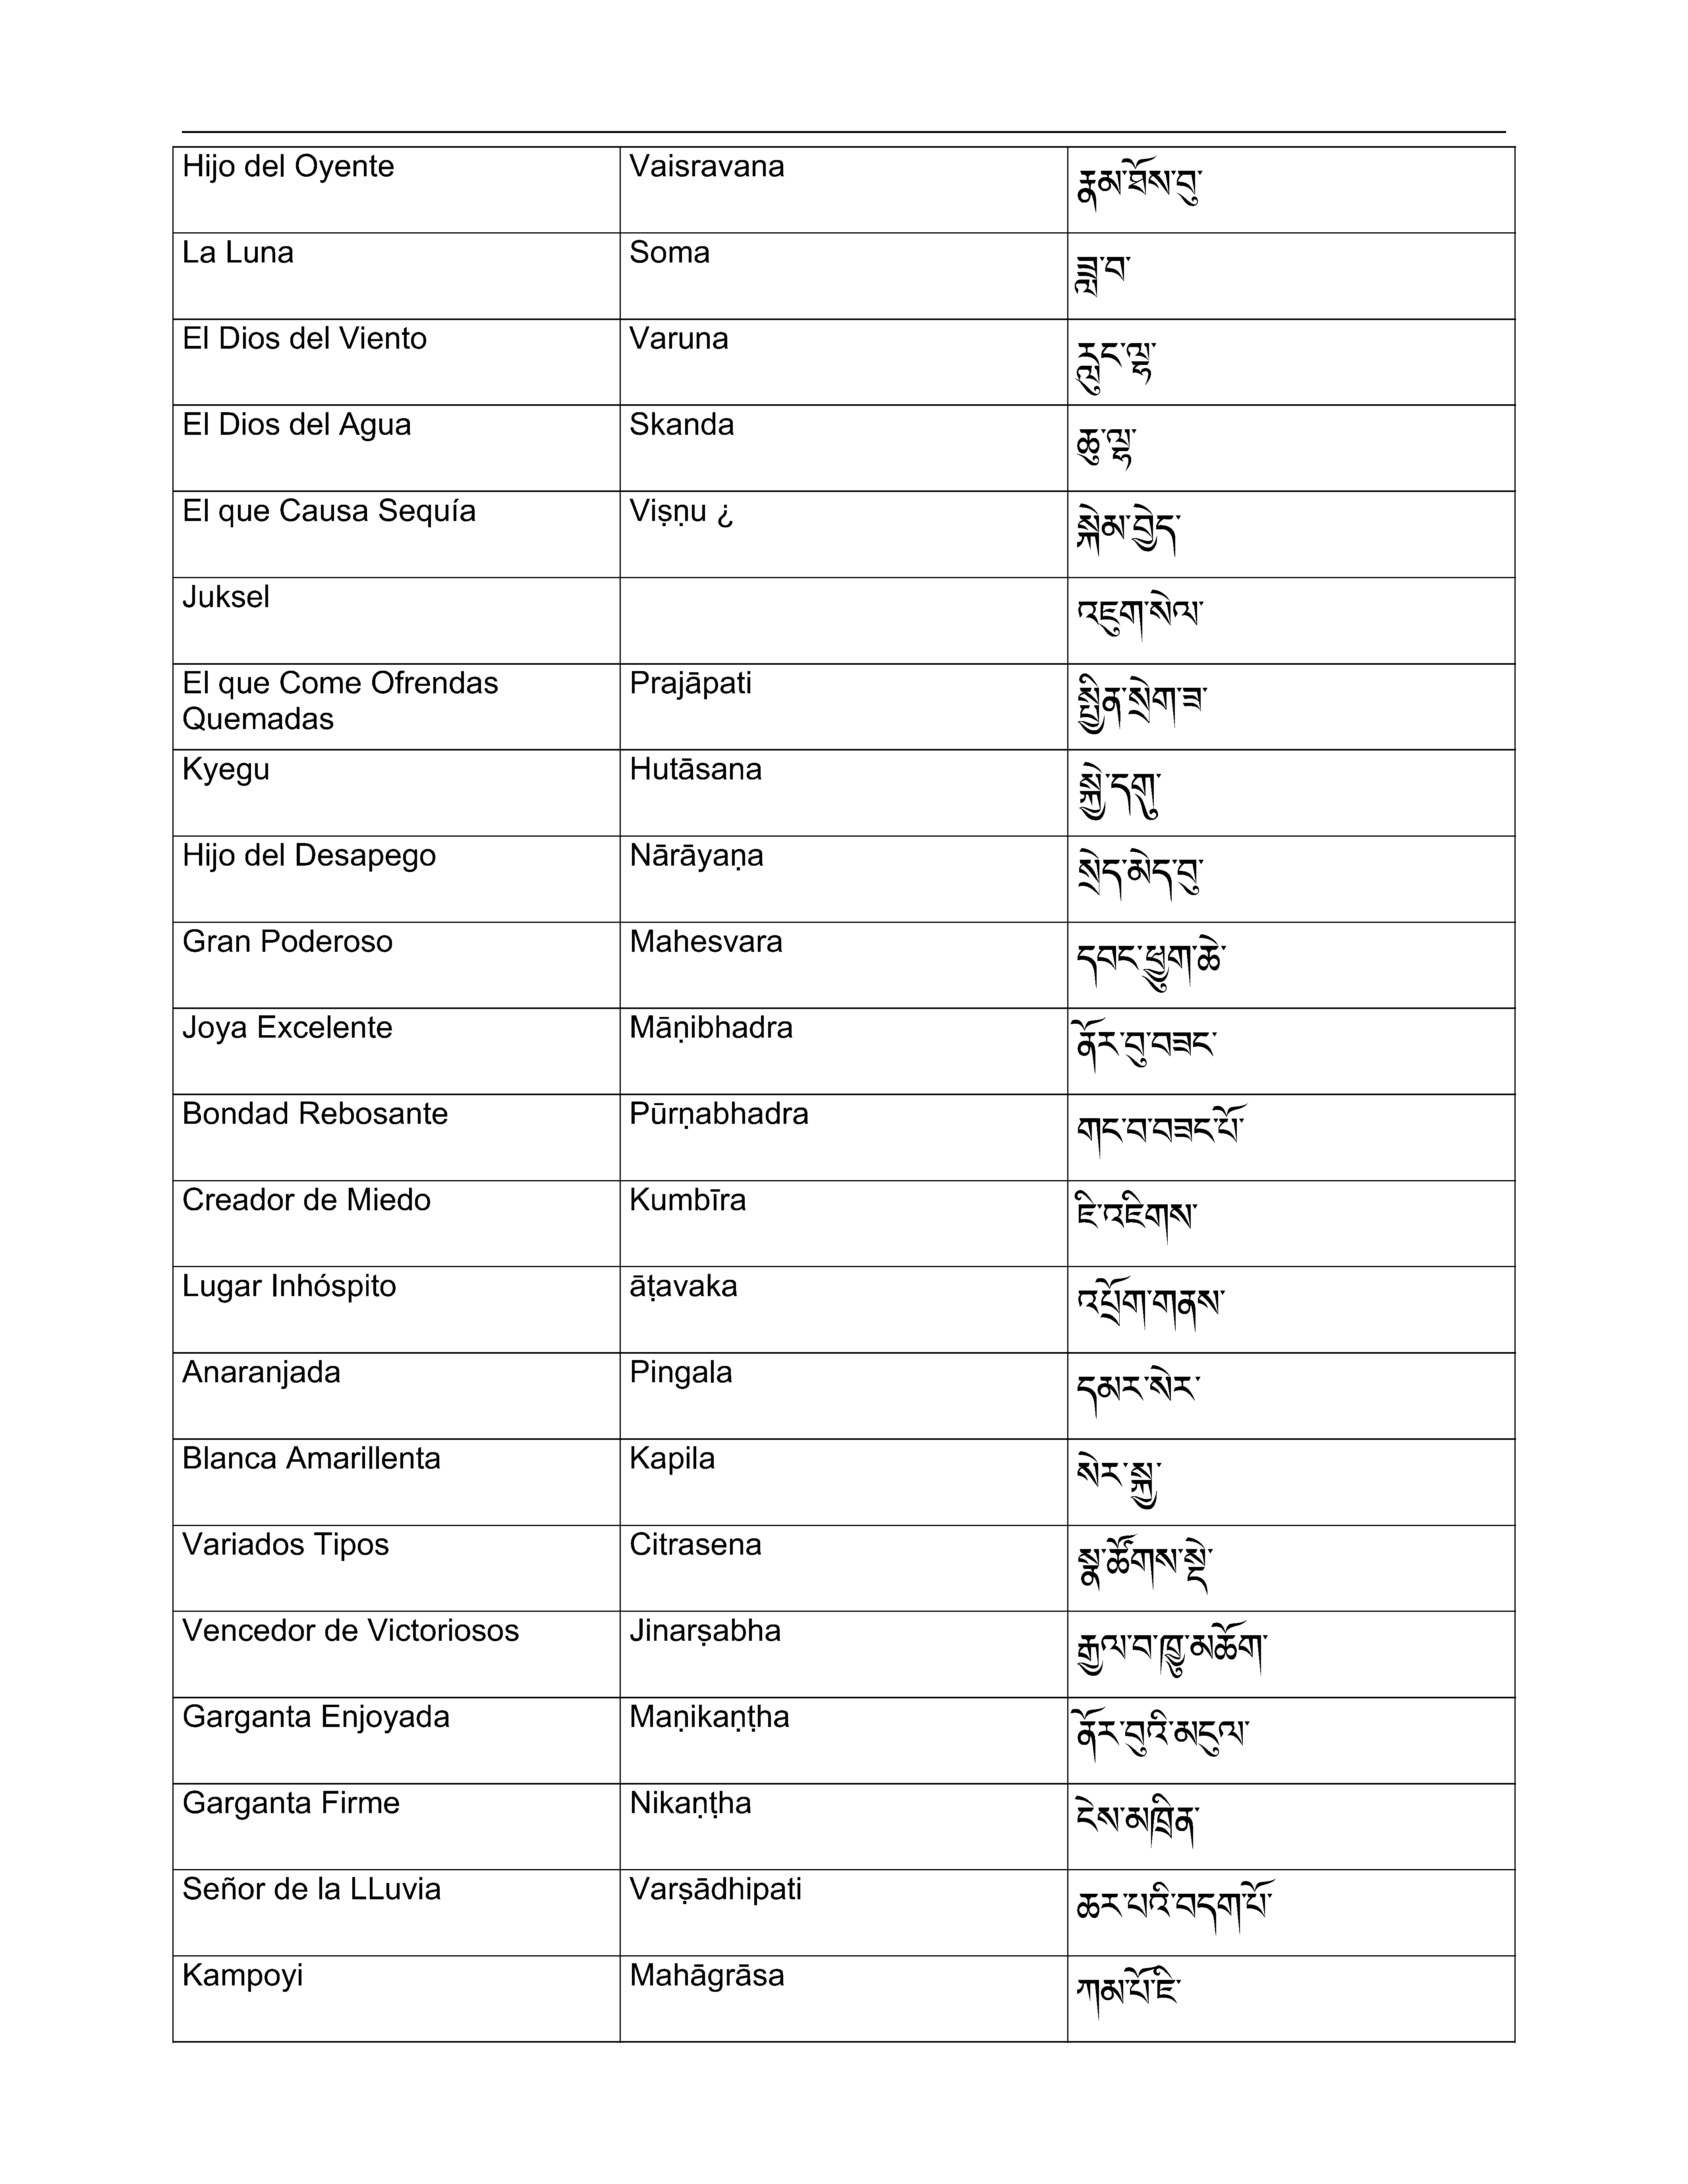 Hijo del Oyente Vaisravana རྣམ་ཐོས་བུ་
La Luna Soma ཟླ་བ་
El Dios del Viento Varuna རླུང་ལྷ་
El Dios del Agua Skanda ཆུ་ལྷ་
El que Causa Sequía Viṣṇu ¿ སྐེམ་བྱེད་
Juksel འཇུག་སེལ་
El que Come Ofrendas Prajāpati སྦྱིན་སྲེག་ཟ་
Quemadas
Kyegu Hutāsana སྐྱེ་དགུ་
Hijo del Desapego Nārāyaṇa སྲེད་མེད་བུ་
Gran Poderoso Mahesvara དབང་ཕྱུག་ཆེ་
Joya Excelente Māṇibhadra ནོར་བུ་བཟང་
Bondad Rebosante Pūrṇabhadra གང་བ་བཟང་པོ་
Creador de Miedo Kumbīra ཇི་འཇིགས་
Lugar Inhóspito āṭavaka འཕྲོག་གནས་
Anaranjada Pingala དམར་སེར་
Blanca Amarillenta Kapila སེར་སྐྱ་
Variados Tipos Citrasena སྣ་ཚོགས་སྡེ་
Vencedor de Victoriosos Jinarṣabha རྒྱལ་བ་ཁྱུ་མཆོག་
Garganta Enjoyada Maṇikaṇṭha ནོར་བུའི་མངུལ་
Garganta Firme Nikaṇṭha ངེས་མགྲིན་
Señor de la LLuvia Varṣādhipati ཆར་པའི་བདག་པོ་
Kampoyi Mahāgrāsa ཀམ་པོ་ཇི་